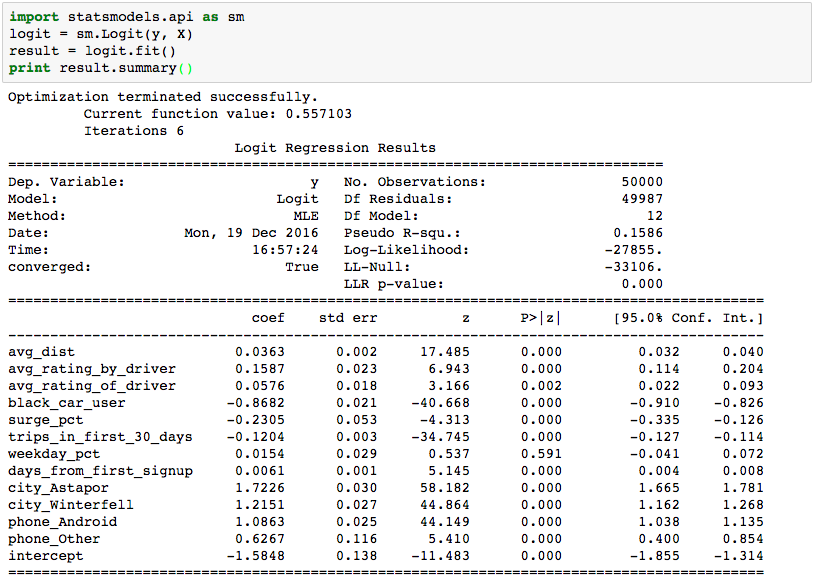 import statsmodels.api as sm
logit = sm.Logit(y, X)
result = logit.fit()
print result.summary()
Optimization terminated successfully.
         Current function value: 0.557103
         Iterations 6
                           Logit Regression Results
==============================================================================
Dep. Variable:                      y   No. Observations:                50000
Model:                          Logit   Df Residuals:                    49987
Method:                           MLE   Df Model:                           12
Date:                Mon, 19 Dec 2016   Pseudo R-squ.:                  0.1586
Time:                        16:57:24   Log-Likelihood:                -27855.
converged:                       True   LL-Null:                       -33106.
                                        LLR p-value:                     0.000
==========================================================================================
                             coef    std err          z      P>|z|      [95.0% Conf. Int.]
------------------------------------------------------------------------------------------
avg_dist                   0.0363      0.002     17.485      0.000         0.032     0.040
avg_rating_by_driver       0.1587      0.023      6.943      0.000         0.114     0.204
avg_rating_of_driver       0.0576      0.018      3.166      0.002         0.022     0.093
black_car_user            -0.8682      0.021    -40.668      0.000        -0.910    -0.826
surge_pct                 -0.2305      0.053     -4.313      0.000        -0.335    -0.126
trips_in_first_30_days    -0.1204      0.003    -34.745      0.000        -0.127    -0.114
weekday_pct                0.0154      0.029      0.537      0.591        -0.041     0.072
days_from_first_signup     0.0061      0.001      5.145      0.000         0.004     0.008
city_Astapor               1.7226      0.030     58.182      0.000         1.665     1.781
city_Winterfell            1.2151      0.027     44.864      0.000         1.162     1.268
phone_Android              1.0863      0.025     44.149      0.000         1.038     1.135
phone_Other                0.6267      0.116      5.410      0.000         0.400     0.854
intercept                 -1.5848      0.138    -11.483      0.000        -1.855    -1.314
==========================================================================================